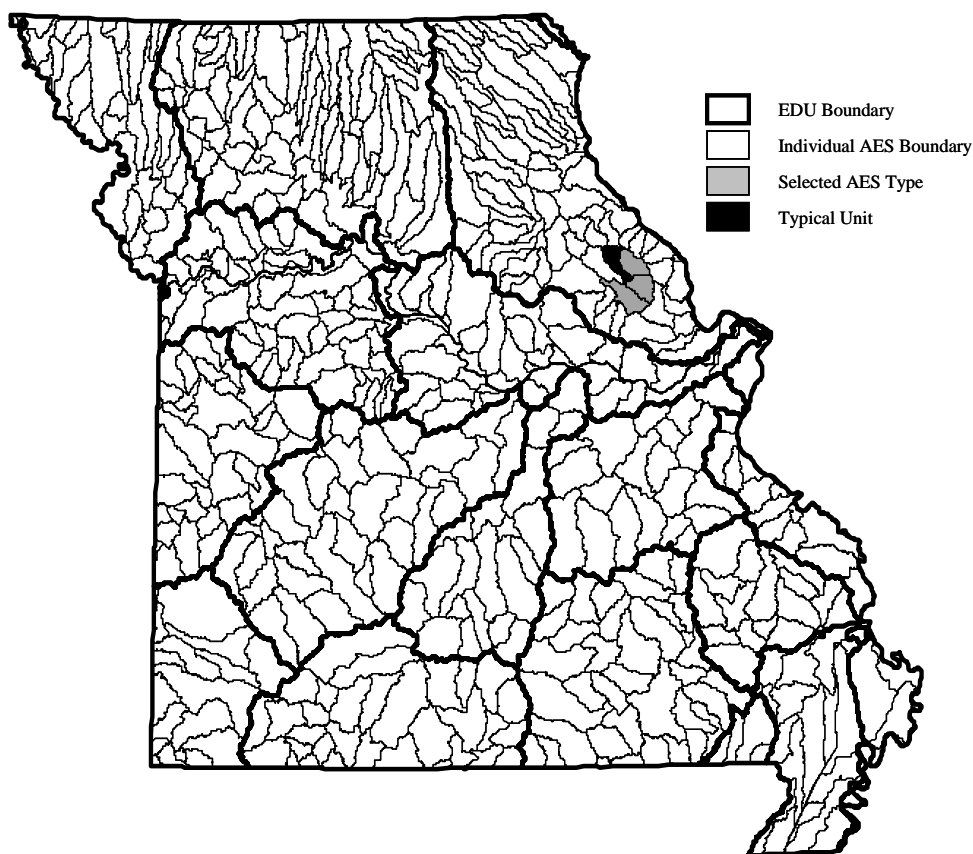 EDU Boundary
Individual AES Boundary
Selected AES Type
Typical Unit